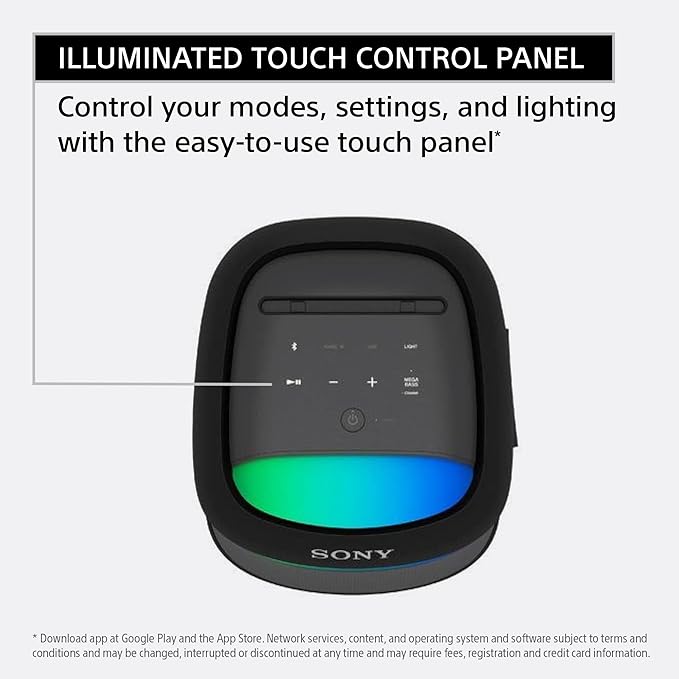 ILLUMINATED TOUCH CONTROL PANEL
Control your modes, settings, and lighting
with the easy-to-use touch panel*
LIGHT
MEGA
BASS
SONY
* Download app at Google Play and the App Store. Network services, content, and operating system and software subject to terms and
conditions and may be changed, interrupted or discontinued at any time and may require fees, registration and credit card information.